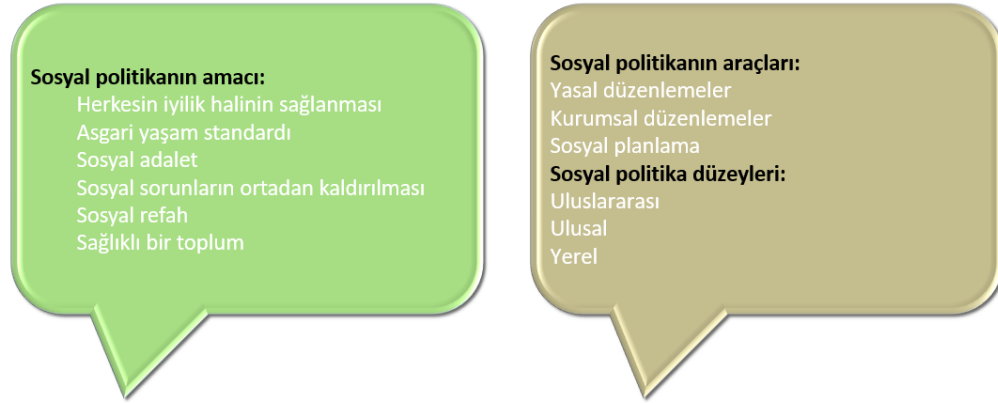 Sosyal politikanın amacı:
Herkesin iyilik halinin sağlanması
Asgari yaşam standardı
Sosyal adalet
Sosyal sorunların ortadan kaldırılması
Sosyal refah
Sağlıklı bir toplum
Sosyal politikanın araçları:
Yasal düzenlemeler
Kurumsal düzenlemeler
Sosyal planlama
Sosyal politika düzeyleri:
Uluslararası
Ulusal
Yerel